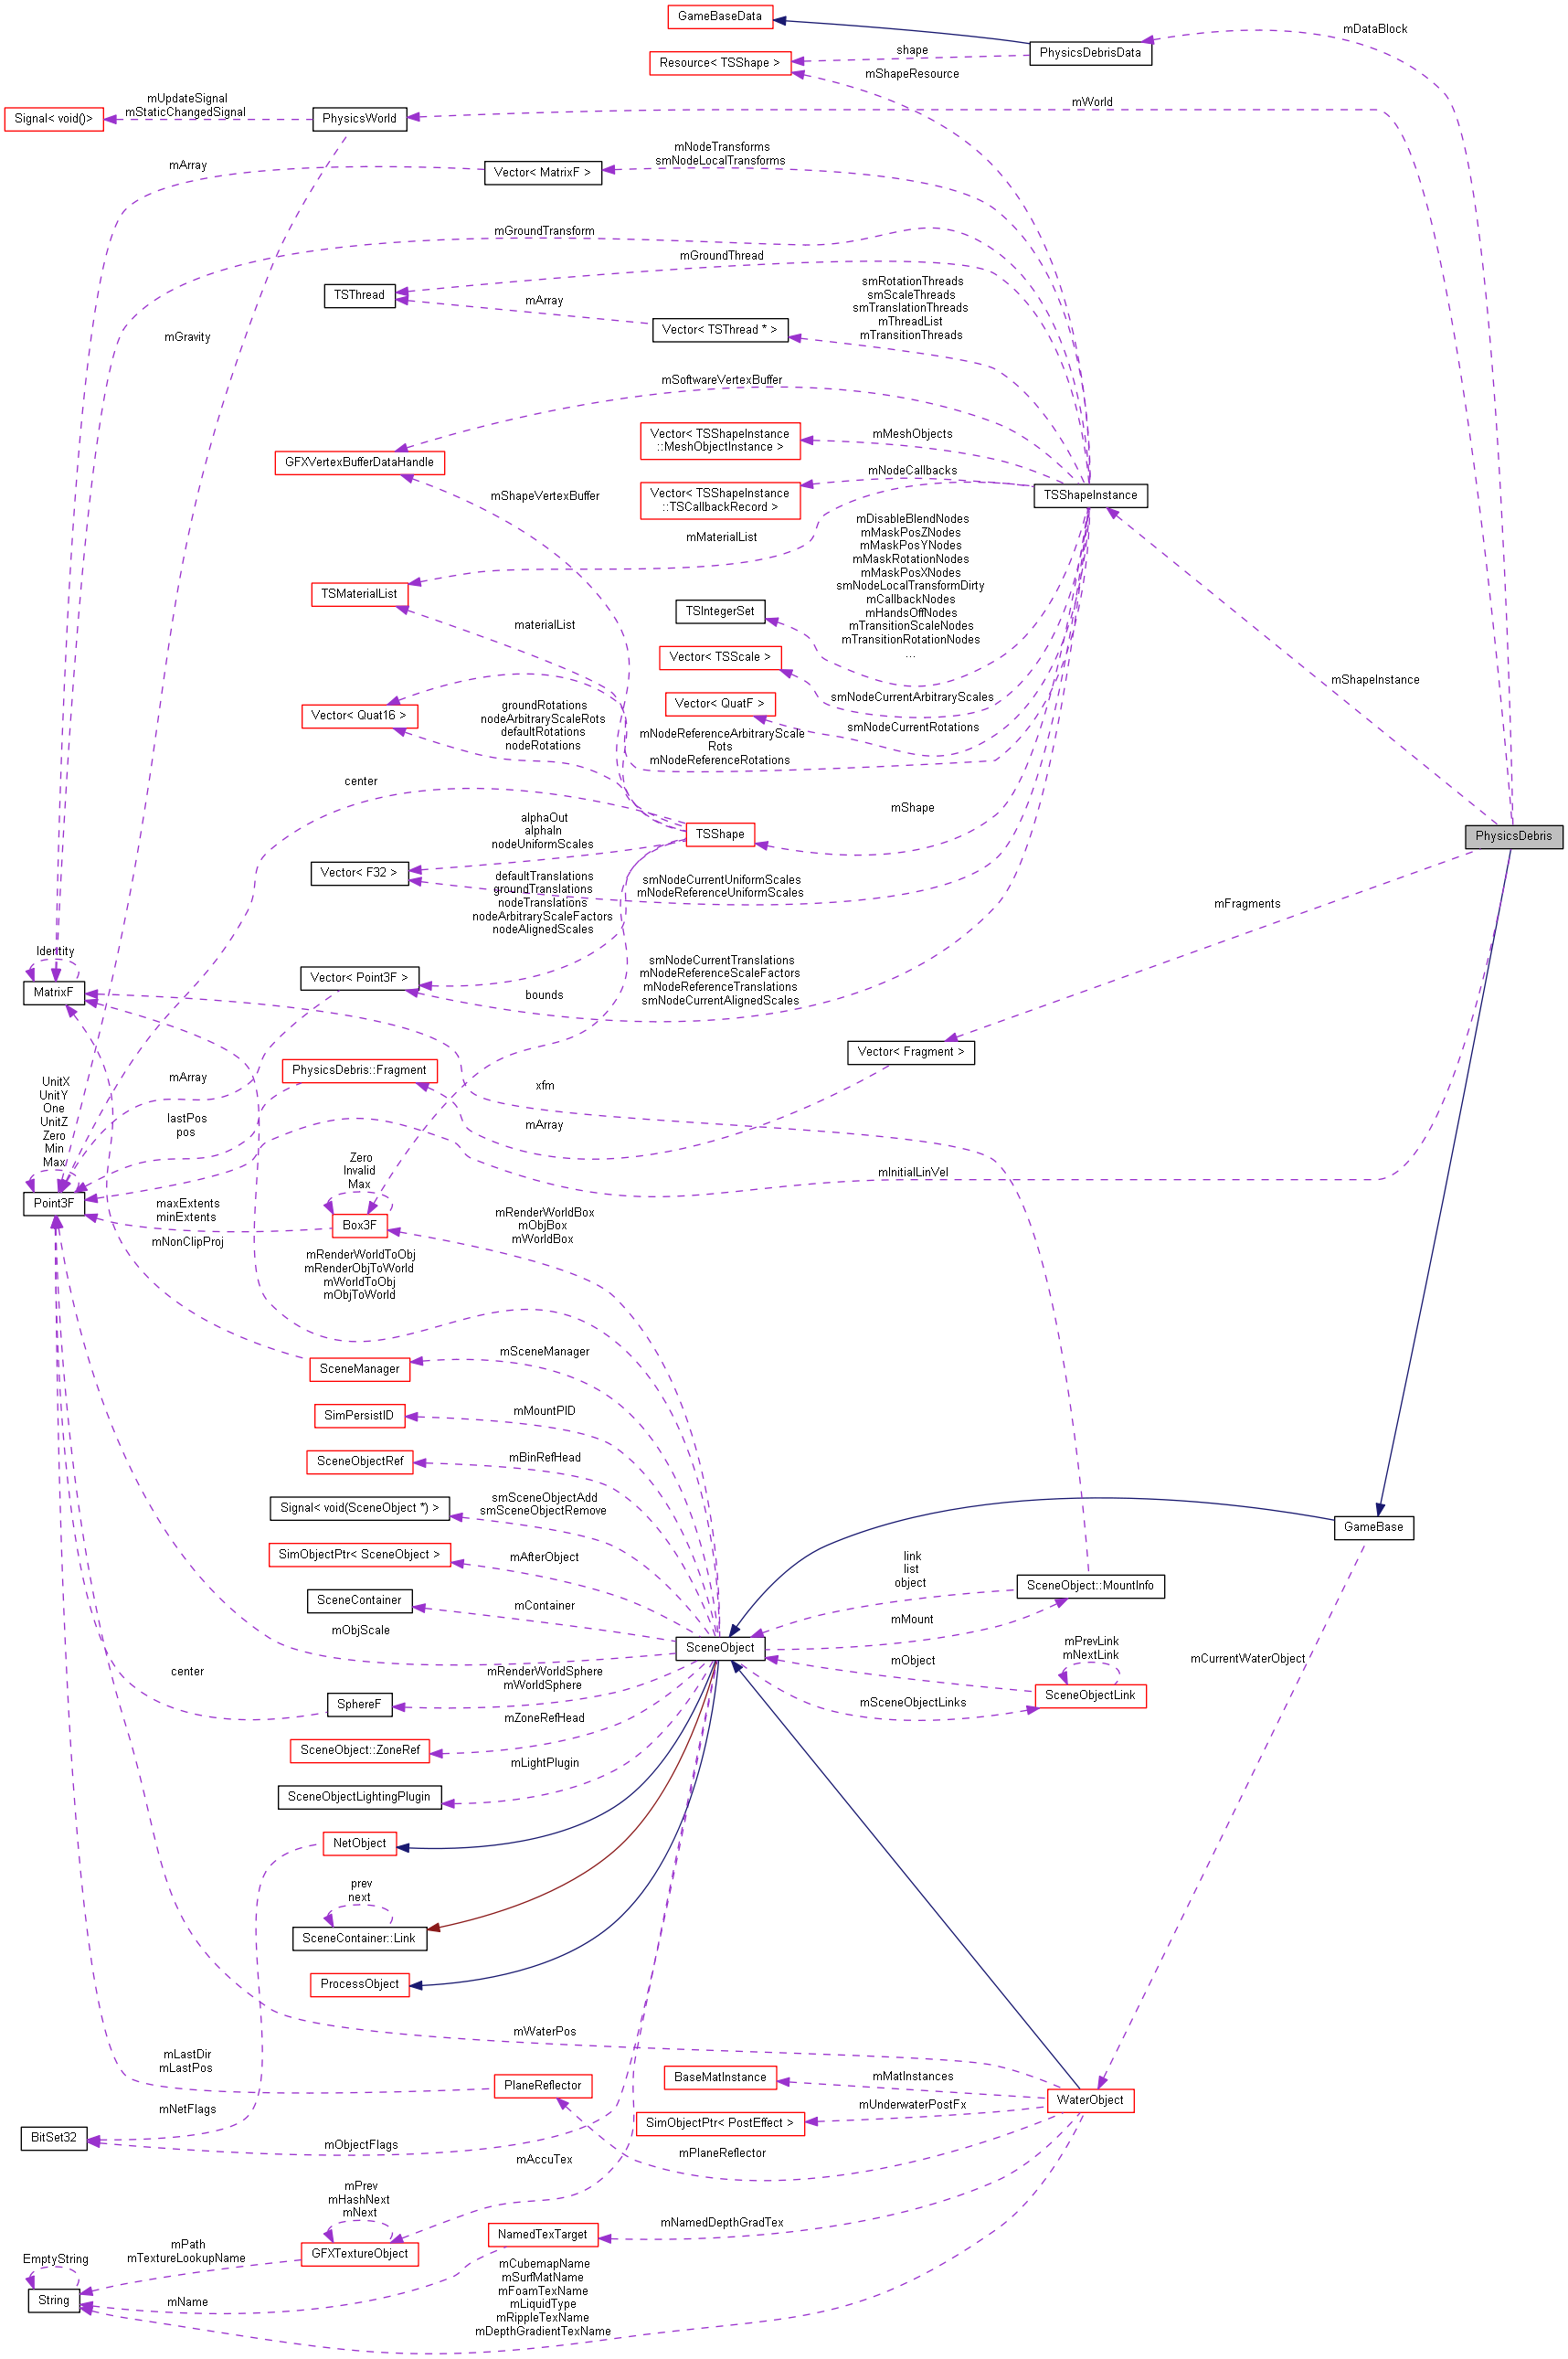 GameBaseData
mDataBlock
PhysicsDebrisData
shape
Resource< TSShape >
mShapeResource
mUpdateSignal
mStaticChangedSignal
mWorld
Signal< void()>
PhysicsWorld
mNodeTransforms
smNodeLocalTransforms
mArray
Vector< MatrixF >
mGroundTransform
mGroundThread
smRotationThreads
smScaleThreads
smTranslationThreads
mThreadList
mTransitionThreads
TSThread
mArray
Vector< TSThread * >
mGravity
mSoftwareVertexBuffer
Vector< TSShapeInstance
::MeshObjectInstance >
mMeshObjects
GFXVertexBufferDataHandle
mNodeCallbacks
mShapeVertexBuffer
Vector< TSShapeInstance
::TSCallbackRecord >
TSShapeInstance
mDisableBlendNodes
mMaskPosZNodes
mMaskPosYNodes
mMaskRotationNodes
mMaskPosXNodes
smNodeLocalTransformDirty
mCallbackNodes
mHandsOffNodes
mTransitionScaleNodes
mTransitionRotationNodes
...
mMaterialList
TSMaterialList
TSIntegerSet
materialList
Vector< TSScale >
mShapeInstance
smNodeCurrentArbitraryScales
Vector< QuatF >
groundRotations
nodeArbitraryScaleRots
defaultRotations
nodeRotations
Vector< Quat16 >
smNodeCurrentRotations
mNodeReferenceArbitraryScale
Rots
mNodeReferenceRotations
center
mShape
alphaOut
alphaIn
nodeUniformScales
TSShape
PhysicsDebris
Vector< F32 >
defaultTranslations
groundTranslations
nodeTranslations
nodeArbitraryScaleFactors
nodeAlignedScales
smNodeCurrentUniformScales
mNodeReferenceUniformScales
mFragments
Identity
MatrixF
Vector< Point3F >
bounds
smNodeCurrentTranslations
mNodeReferenceScaleFactors
mNodeReferenceTranslations
smNodeCurrentAlignedScales
Vector< Fragment >
UnitX
UnitY
One
UnitZ
Zero
Min
Max
mArray
PhysicsDebris::Fragment
xfm
lastPos
pos
mArray
Zero
Invalid
Max
mInitialLinVel
Point3F
maxExtents
minExtents
Box3F
mRenderWorldBox
mObjBox
mWorldBox
mNonClipProj
mRenderWorldToObj
mRenderObjToWorld
mWorldToObj
mObjToWorld
SceneManager
mSceneManager
SimPersistID
mMountPID
SceneObjectRef
mBinRefHead
Signal< void(SceneObject *) >
smSceneObjectAdd
smSceneObjectRemove
GameBase
SimObjectPtr< SceneObject >
mAfterObject
link
list
object
SceneObject::MountInfo
SceneContainer
mContainer
mMount
mObjScale
SceneObject
mPrevLink
mNextLink
mCurrentWaterObject
center
mRenderWorldSphere
mWorldSphere
mObject
SphereF
mSceneObjectLinks
SceneObjectLink
mZoneRefHead
SceneObject::ZoneRef
mLightPlugin
SceneObjectLightingPlugin
NetObject
prev
next
SceneContainer::Link
ProcessObject
mWaterPos
mLastDir
mLastPos
PlaneReflector
BaseMatInstance
mMatInstances
WaterObject
mNetFlags
SimObjectPtr< PostEffect >
mUnderwaterPostFx
BitSet32
mObjectFlags
mAccuTex
mPlaneReflector
mPrev
mHashNext
mNext
mNamedDepthGradTex
NamedTexTarget
mPath
mTextureLookupName
GFXTextureObject
EmptyString
String
mName
mCubemapName
mSurfMatName
mFoamTexName
mLiquidType
mRippleTexName
mDepthGradientTexName